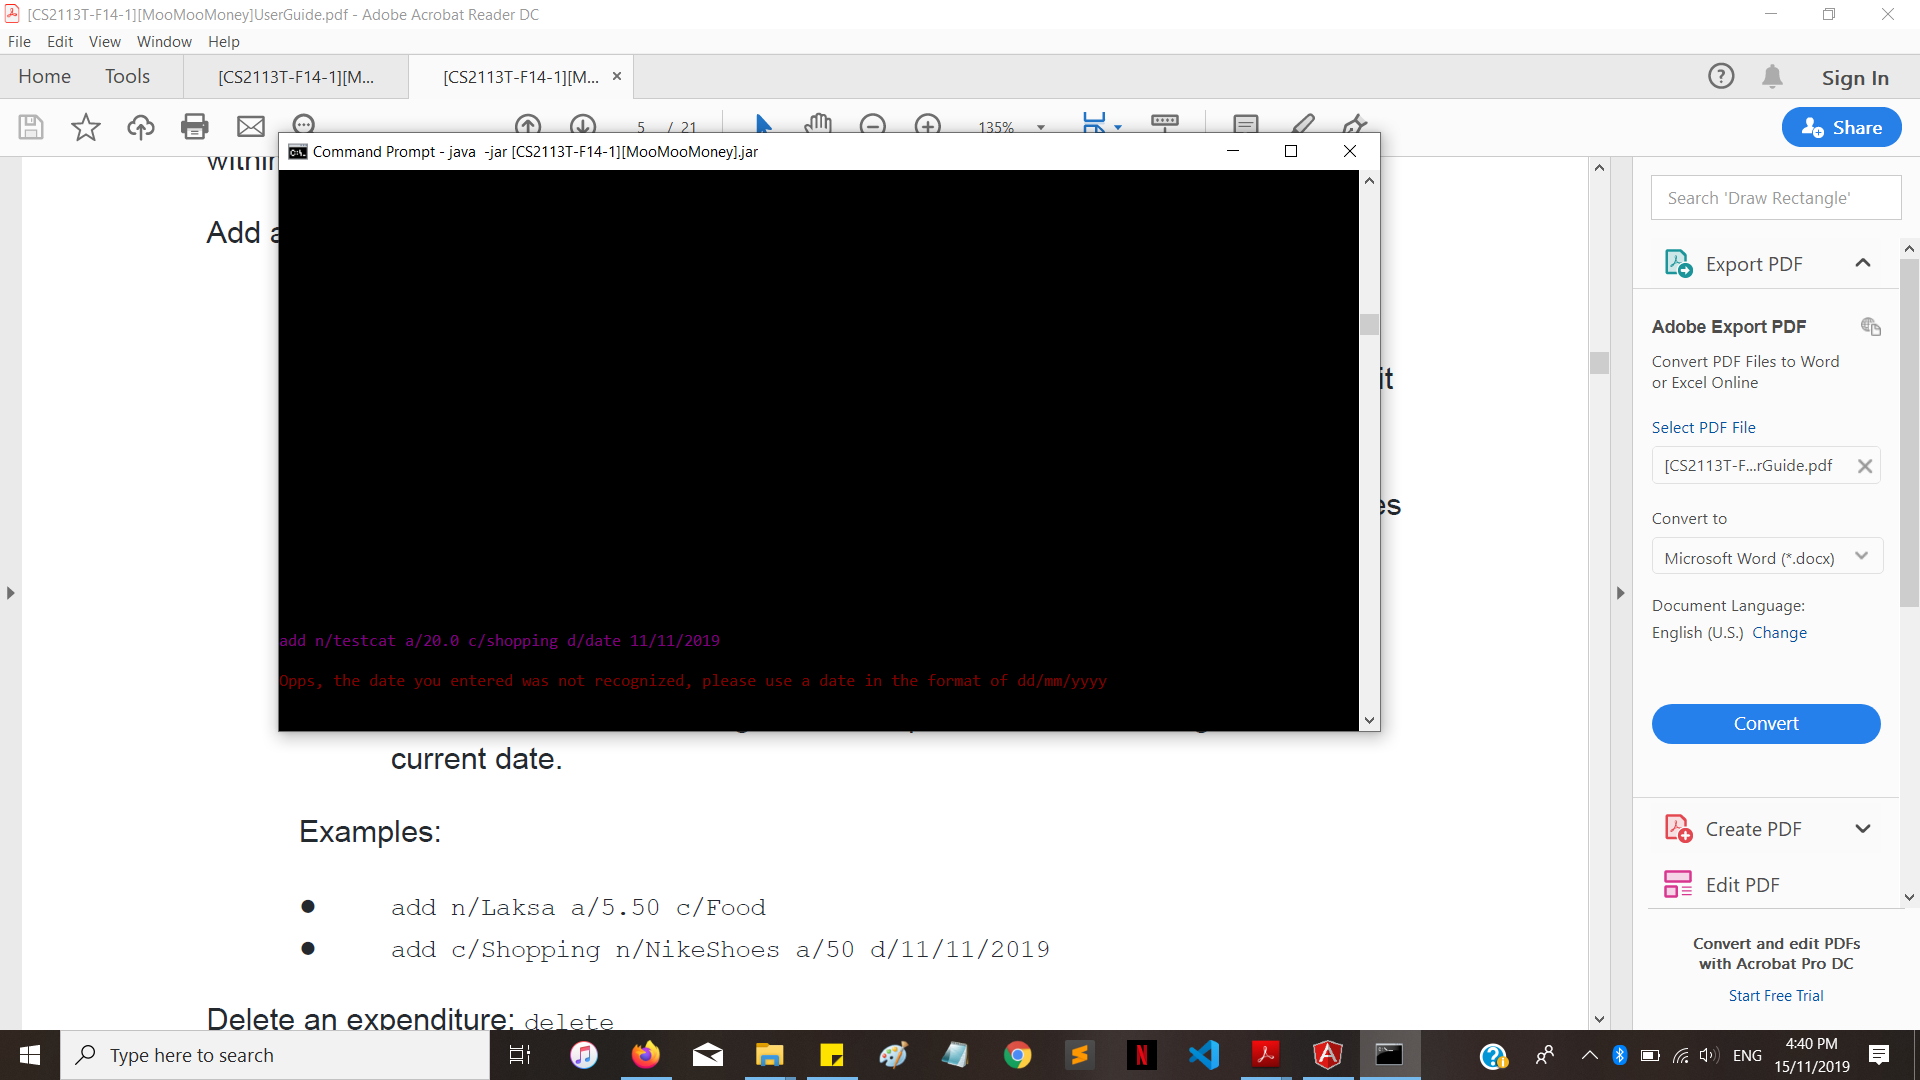 [CS2113T-F14-1][MooMooMoney]UserGuide.pdf - Adobe Acrobat Reader DC
File Edit View Window Help
Home Tools [CS2113T-F14-1][M... [CS2113T-F14-1][M... × Sign In
5 / 21 135% Share
Command Prompt - java -jar [CS2113T-F14-1][MooMooMoney].jar
Add
it
es
add n/testcat a/20.0 c/shopping d/date 11/11/2019
Opps, the date you entered was not recognized, please use a date in the format of dd/mm/yyyy
current date.
Examples:
● add n/Laksa a/5.50 c/Food
● add c/Shopping n/NikeShoes a/50 d/11/11/2019
Delete an expenditure: delete
Search 'Draw Rectangle'
Export PDF
Adobe Export PDF
Convert PDF Files to Word
or Excel Online
Select PDF File
[CS2113T-F...rGuide.pdf
Convert to
Microsoft Word (*.docx)
Document Language:
English (U.S.) Change
Convert
Create PDF
Edit PDF
Convert and edit PDFs
with Acrobat Pro DC
Start Free Trial
Type here to search
ENG
4:40 PM
15/11/2019